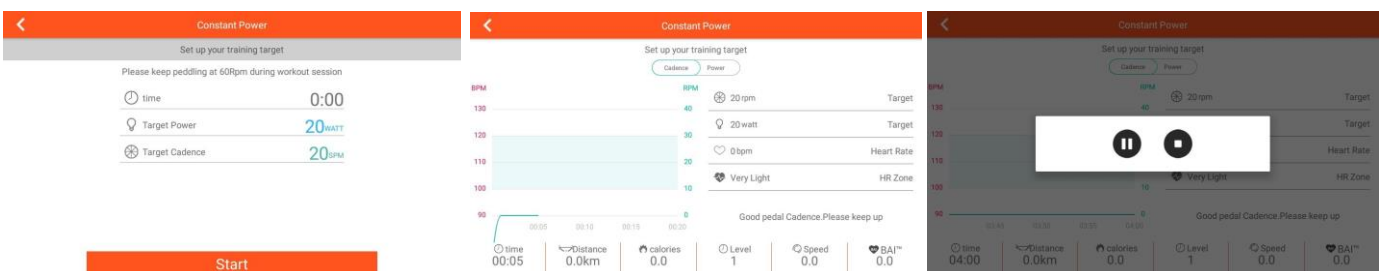 Constant Power
Set up your training target
Please keep peddling at 60Rpm during workout session
time 0:00
Target Power 20WATT
Target Cadence 20SPM
Start
Constant Power
Set up your training target
Cadence Power
BPM RPM
130 40
120 30
110 20
100 10
90 0
00:05 00:10 00:15 00:20
20 rpm Target
20 watt Target
0 bpm Heart Rate
Very Light HR Zone
Good pedal Cadence.Please keep up
time Distance calories Level Speed BAI™
00:05 0.0km 0.0 1 0.0 0.0
Constant Power
Set up your training target
Cadence Power
BPM RPM
130 40
120
110
100 10
90 0
20 rpm Target
Target
Heart Rate
Very Light HR Zone
Good pedal Cadence.Please keep up
time Distance calories Level Speed BAI™
04:00 0.0km 0.0 1 0.0 0.0